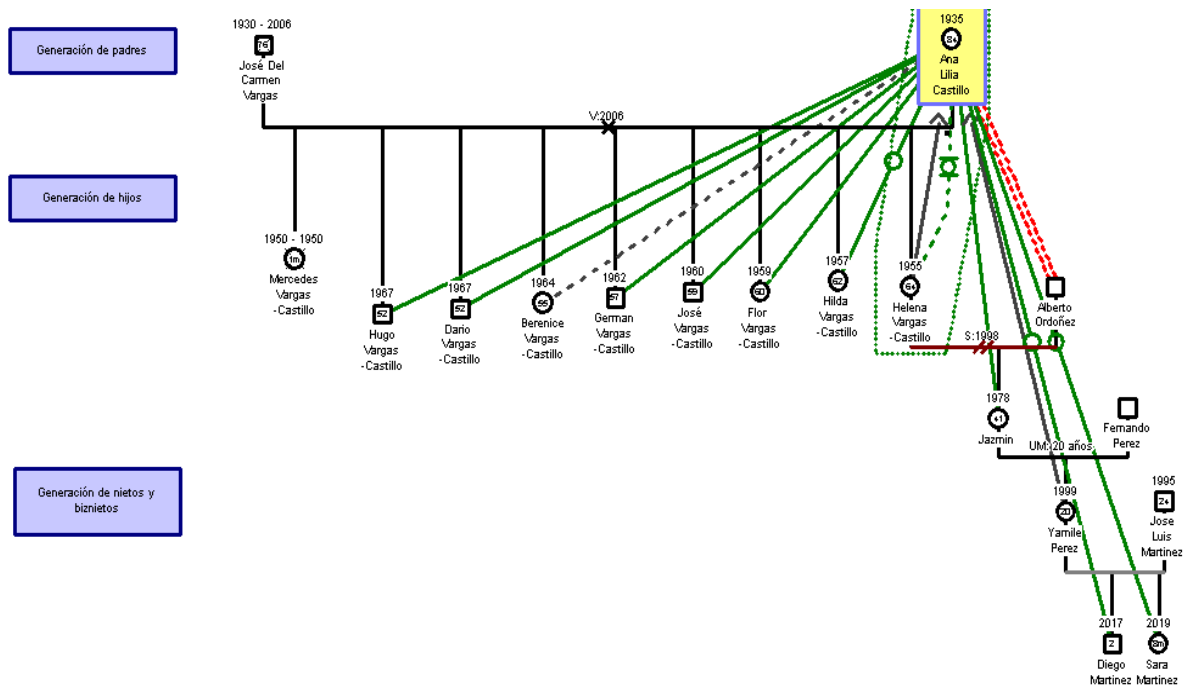 Generación de padres
1930 - 2006
76
José Del
Carmen
Vargas
1935
84
Ana
Lilia
Castillo
V:2006
Generación de hijos
1950 - 1950
1m
Mercedes
Vargas
-Castillo
1967
52
Hugo
Vargas
-Castillo
1967
52
Dario
Vargas
-Castillo
1964
55
Berenice
Vargas
-Castillo
1962
57
German
Vargas
-Castillo
1960
59
José
Vargas
-Castillo
1959
60
Flor
Vargas
-Castillo
1957
62
Hilda
Vargas
-Castillo
1955
64
Helena
Vargas
-Castillo
Alberto
Ordoñez
S:1998
1978
41
Jazmin
Fernando
Perez
UM: 20 años
Generación de nietos y
biznietos
1999
20
Yamile
Perez
1995
24
Jose
Luis
Martinez
2017
2
Diego
Martinez
2019
8m
Sara
Martinez